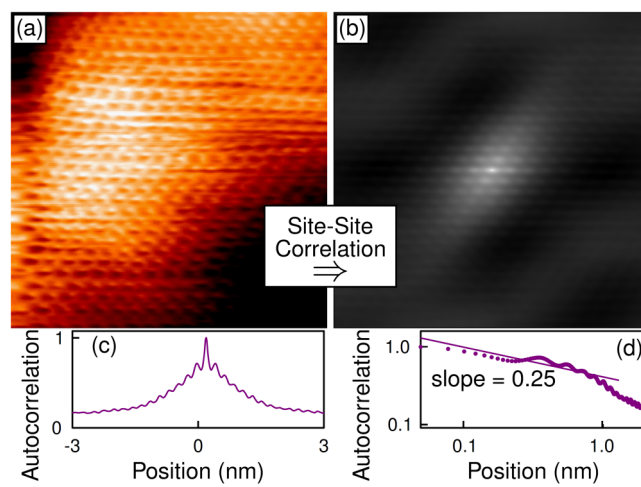 (a)
(b)
Site-Site
Correlation
⇒
(c)
Autocorrelation
1
0
-3
0
3
Position (nm)
(d)
Autocorrelation
1.0
0.1
slope = 0.25
0.1
1.0
Position (nm)